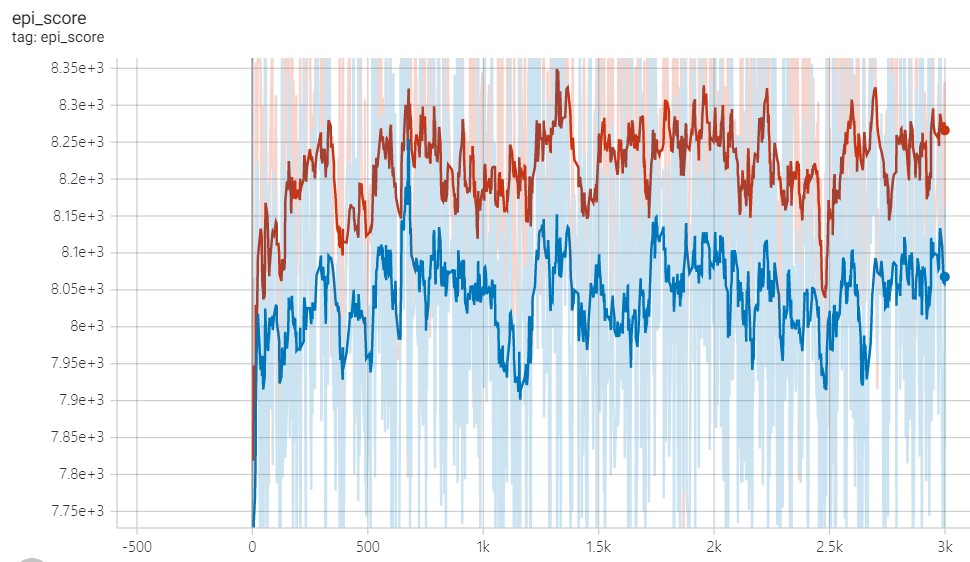 epi_score
tag: epi_score
8.35e+3
8.3e+3
8.25e+3
8.2e+3
8.15e+3
8.1e+3
8.05e+3
8e+3
7.95e+3
7.9e+3
7.85e+3
7.8e+3
7.75e+3
-500 0 500 1k 1.5k 2k 2.5k 3k